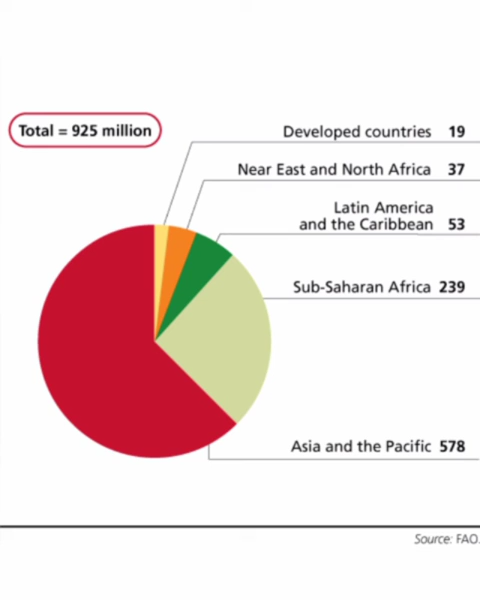 Total = 925 million
Developed countries 19
Near East and North Africa 37
Latin America
and the Caribbean 53
Sub-Saharan Africa 239
Asia and the Pacific 578
Source: FAO.